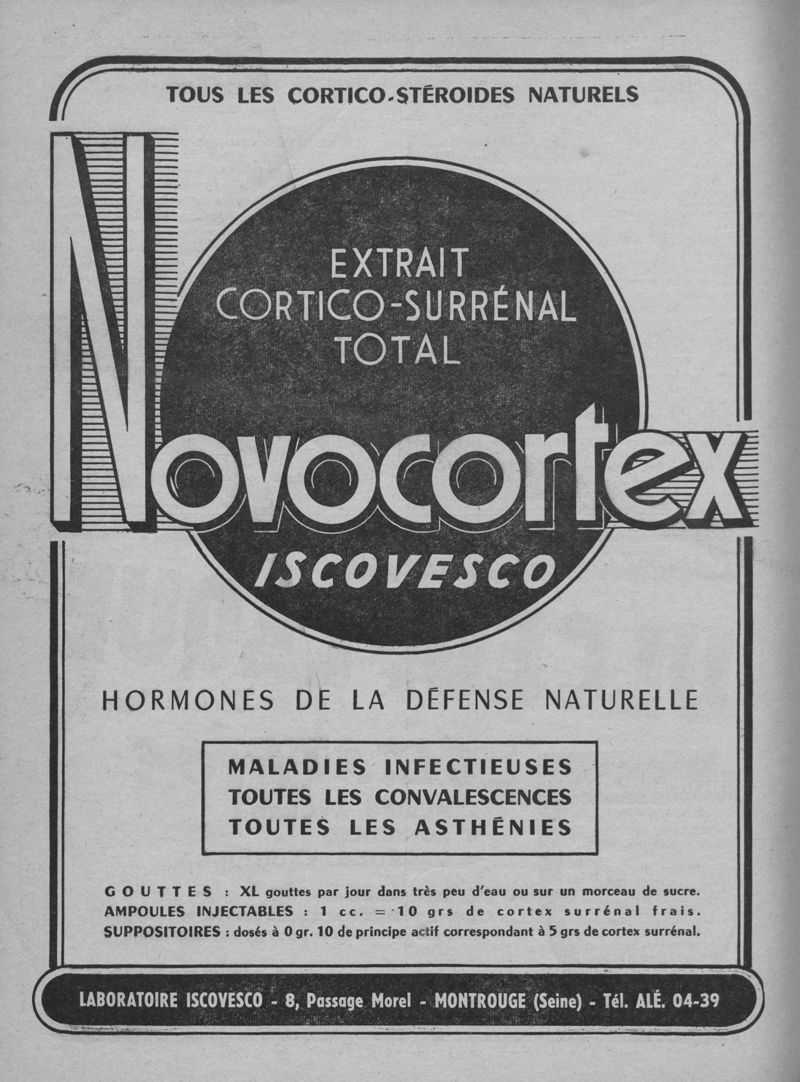 TOUS LES CORTICO-STÉROIDES NATURELS
EXTRAIT
CORTICO-SURRÉNAL
TOTAL
NOVOCORTEX
ISCOVESCO
HORMONES DE LA DÉFENSE NATURELLE
MALADIES INFECTIEUSES
TOUTES LES CONVALESCENCES
TOUTES LES ASTHÉNIES
GOUTTES : XL gouttes par jour dans très peu d'eau ou sur un morceau de sucre.
AMPOULES INJECTABLES : 1 cc. = 10 grs de cortex surrénal frais.
SUPPOSITOIRES : dosés à 0 gr. 10 de principe actif correspondant à 5 grs de cortex surrénal.
LABORATOIRE ISCOVESCO - 8, Passage Morel - MONTROUGE (Seine) - Tél. ALÉ. 04-39